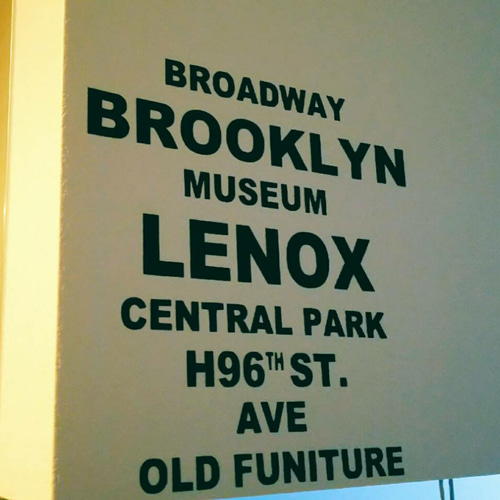 BROADWAY
BROOKLYN
MUSEUM
LENOX
CENTRAL PARK
H96TH ST.
AVE
OLD FUNITURE